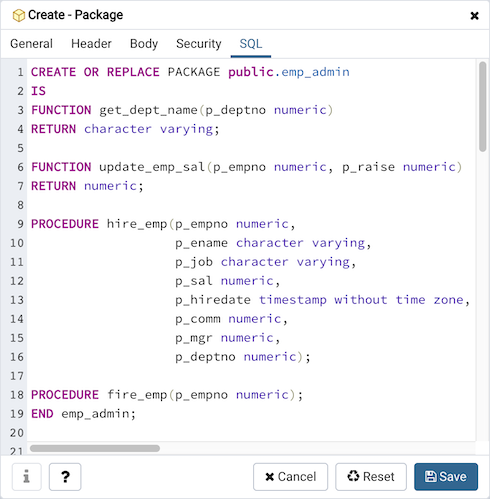 Create - Package
General Header Body Security SQL
1 CREATE OR REPLACE PACKAGE public.emp_admin
2 IS
3 FUNCTION get_dept_name(p_deptno numeric)
4 RETURN character varying;
5
6 FUNCTION update_emp_sal(p_empno numeric, p_raise numeric)
7 RETURN numeric;
8
9 PROCEDURE hire_emp(p_empno numeric,
10 p_ename character varying,
11 p_job character varying,
12 p_sal numeric,
13 p_hiredate timestamp without time zone,
14 p_comm numeric,
15 p_mgr numeric,
16 p_deptno numeric);
17
18 PROCEDURE fire_emp(p_empno numeric);
19 END emp_admin;
20
21
i ? Cancel Reset Save